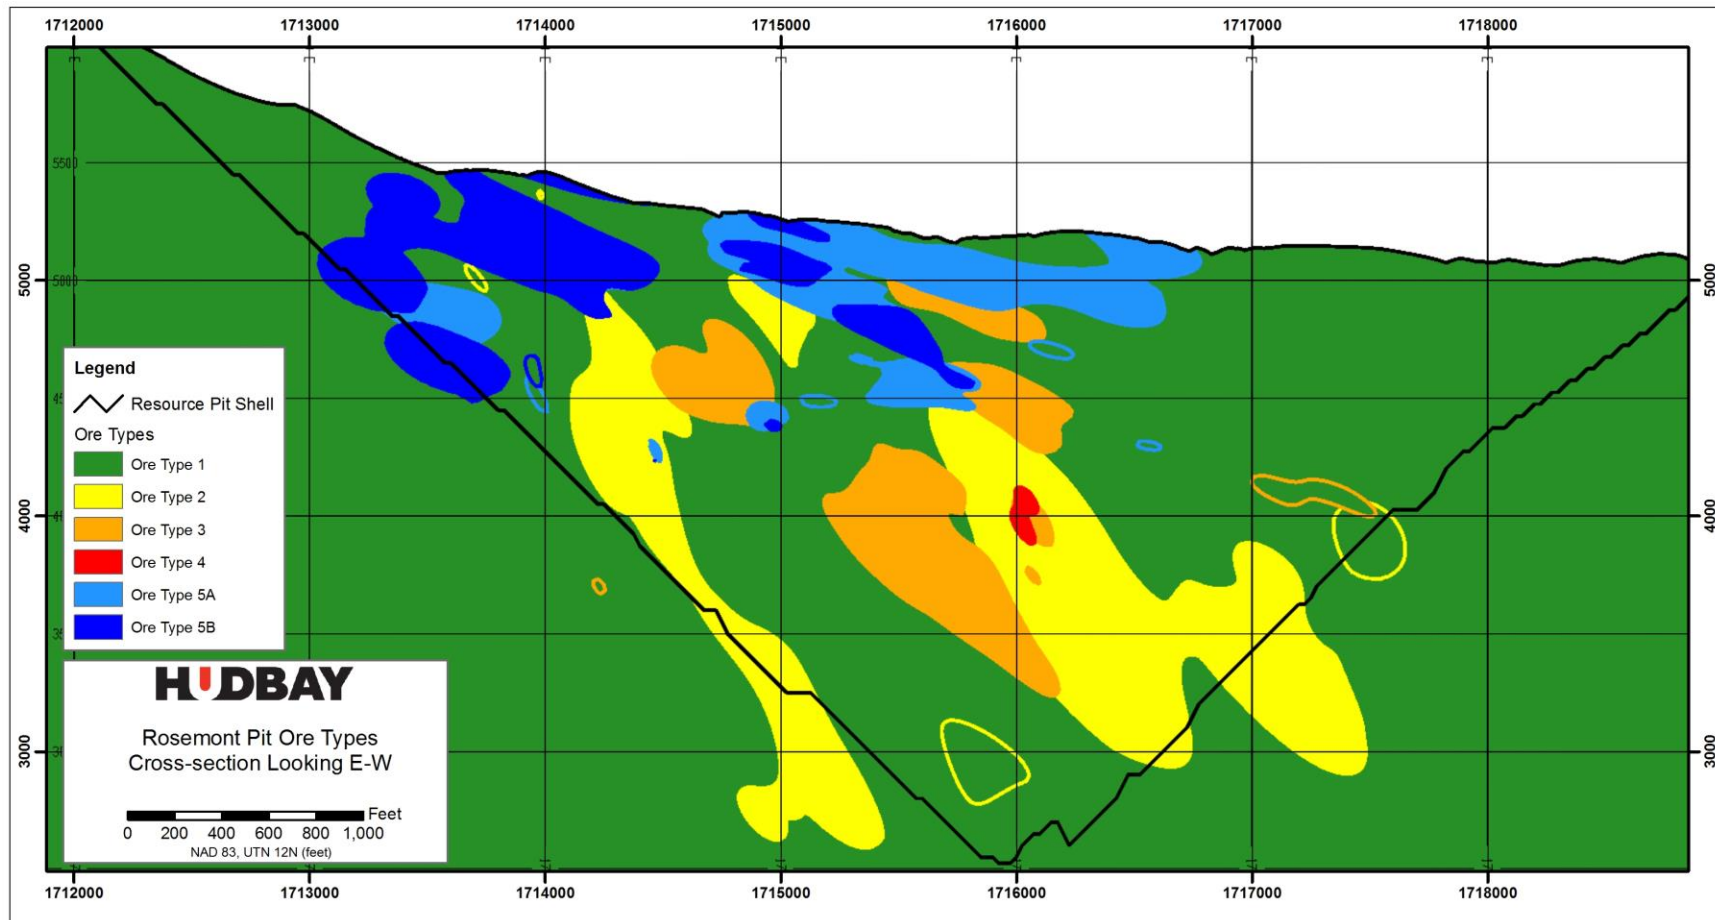 1712000 1713000 1714000 1715000 1716000 1717000 1718000
5500
5000 5000 5000
Legend
Resource Pit Shell
Ore Types
Ore Type 1
Ore Type 2
Ore Type 3
Ore Type 4
Ore Type 5A
Ore Type 5B
4000 4000
3000 3000
HUDBAY
Rosemont Pit Ore Types
Cross-section Looking E-W
Feet
0 200 400 600 800 1,000
NAD 83, UTN 12N (feet)
1712000 1713000 1714000 1715000 1716000 1717000 1718000